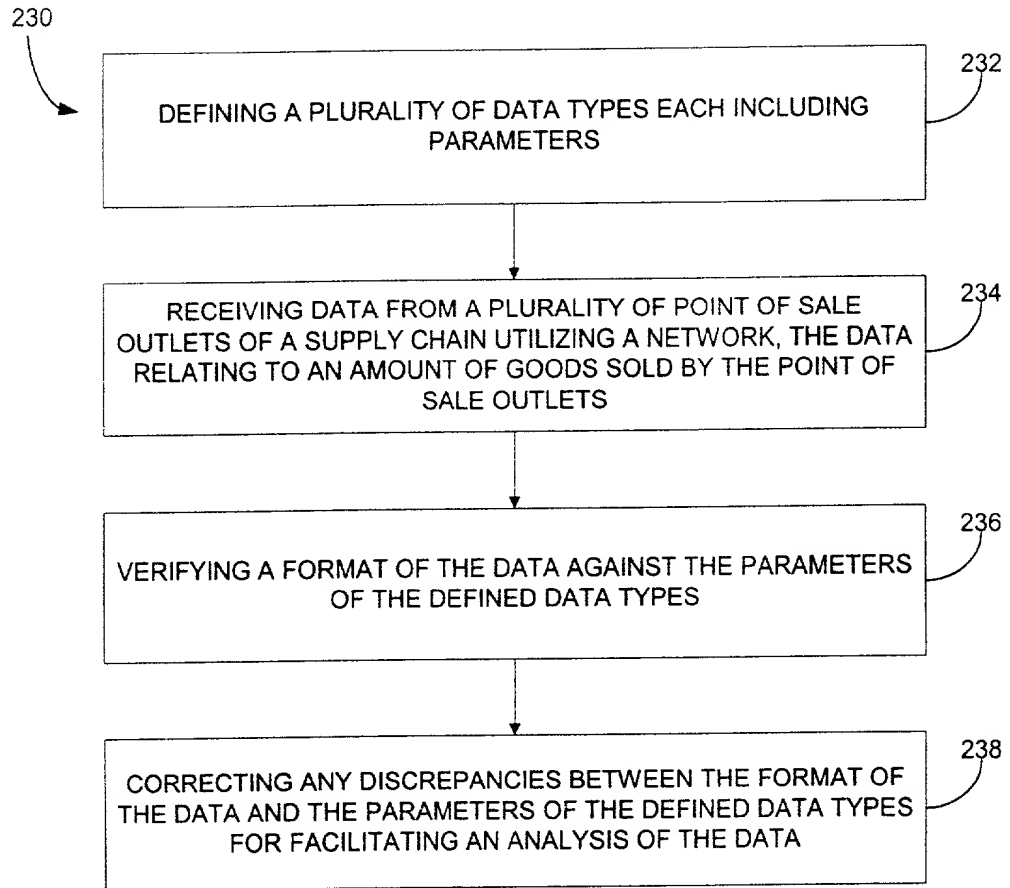 230
232
DEFINING A PLURALITY OF DATA TYPES EACH INCLUDING
PARAMETERS
234
RECEIVING DATA FROM A PLURALITY OF POINT OF SALE
OUTLETS OF A SUPPLY CHAIN UTILIZING A NETWORK, THE DATA
RELATING TO AN AMOUNT OF GOODS SOLD BY THE POINT OF
SALE OUTLETS
236
VERIFYING A FORMAT OF THE DATA AGAINST THE PARAMETERS
OF THE DEFINED DATA TYPES
238
CORRECTING ANY DISCREPANCIES BETWEEN THE FORMAT OF
THE DATA AND THE PARAMETERS OF THE DEFINED DATA TYPES
FOR FACILITATING AN ANALYSIS OF THE DATA